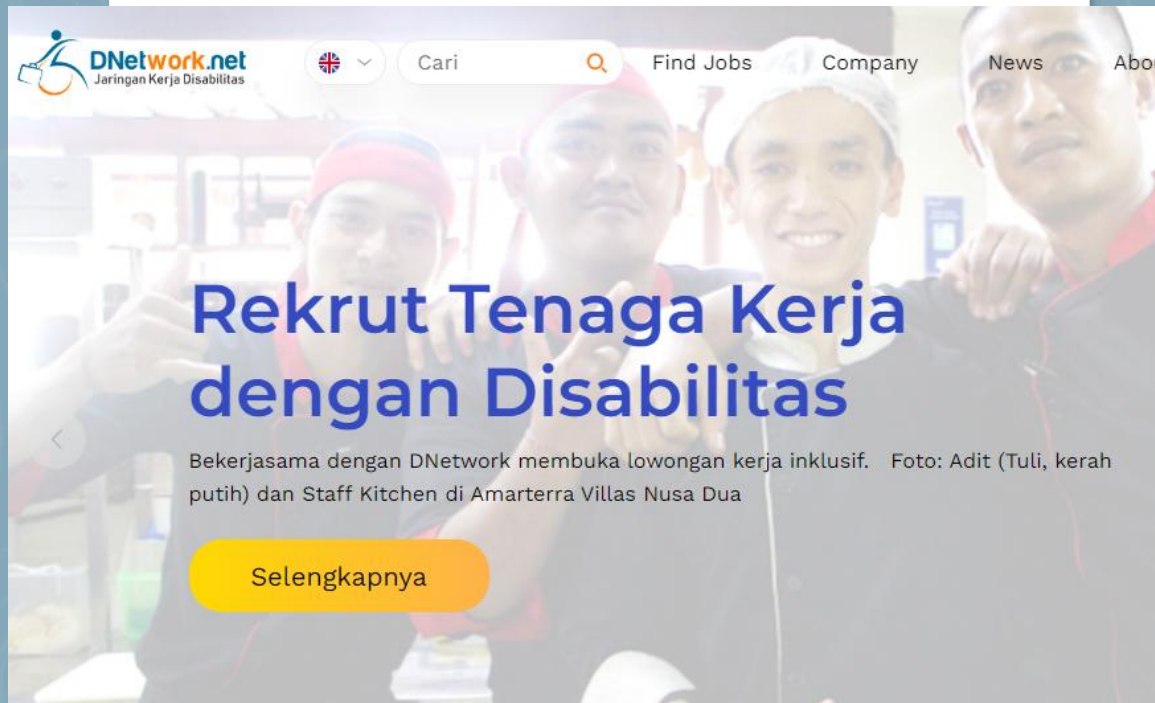 DNetwork.net
Jaringan Kerja Disabilitas
Cari
Find Jobs
Company
News
Abo
Rekrut Tenaga Kerja
dengan Disabilitas
Bekerjasama dengan DNetwork membuka lowongan kerja inklusif. Foto: Adit (Tuli, kerah
putih) dan Staff Kitchen di Amarterra Villas Nusa Dua
Selengkapnya